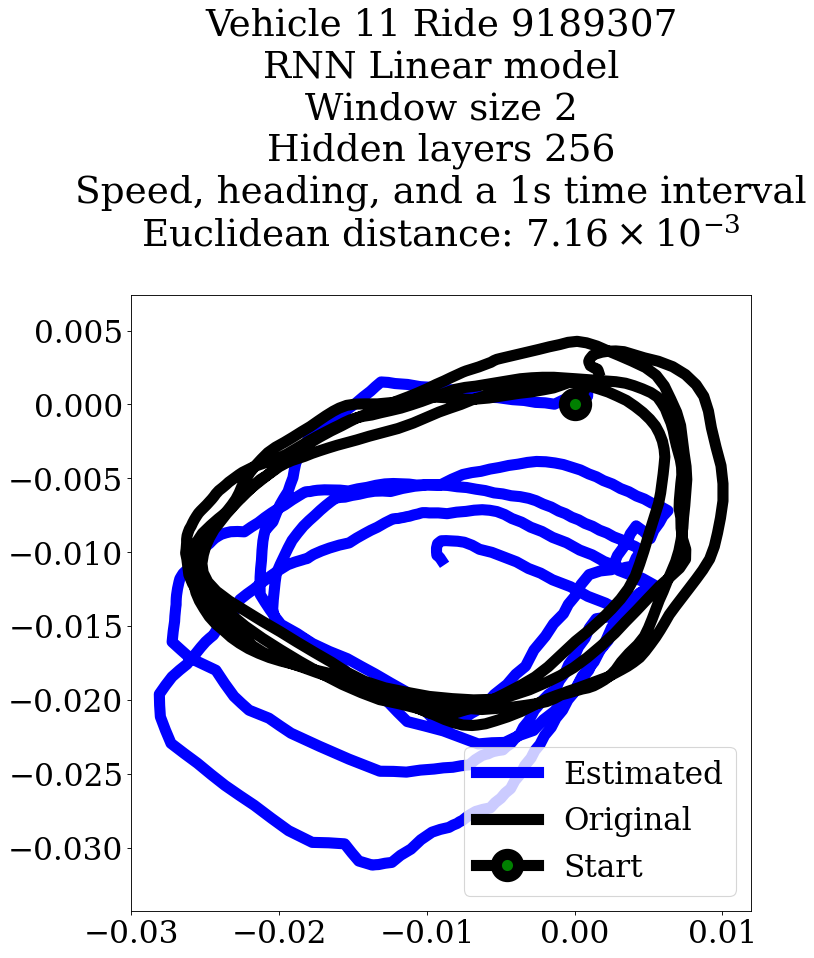 Vehicle 11 Ride 9189307
RNN Linear model
Window size 2
Hidden layers 256
Speed, heading, and a 1s time interval
Euclidean distance: 7.16 × 10⁻³
0.005
0.000
−0.005
−0.010
−0.015
−0.020
−0.025
−0.030
Estimated
Original
Start
−0.03 −0.02 −0.01 0.00 0.01